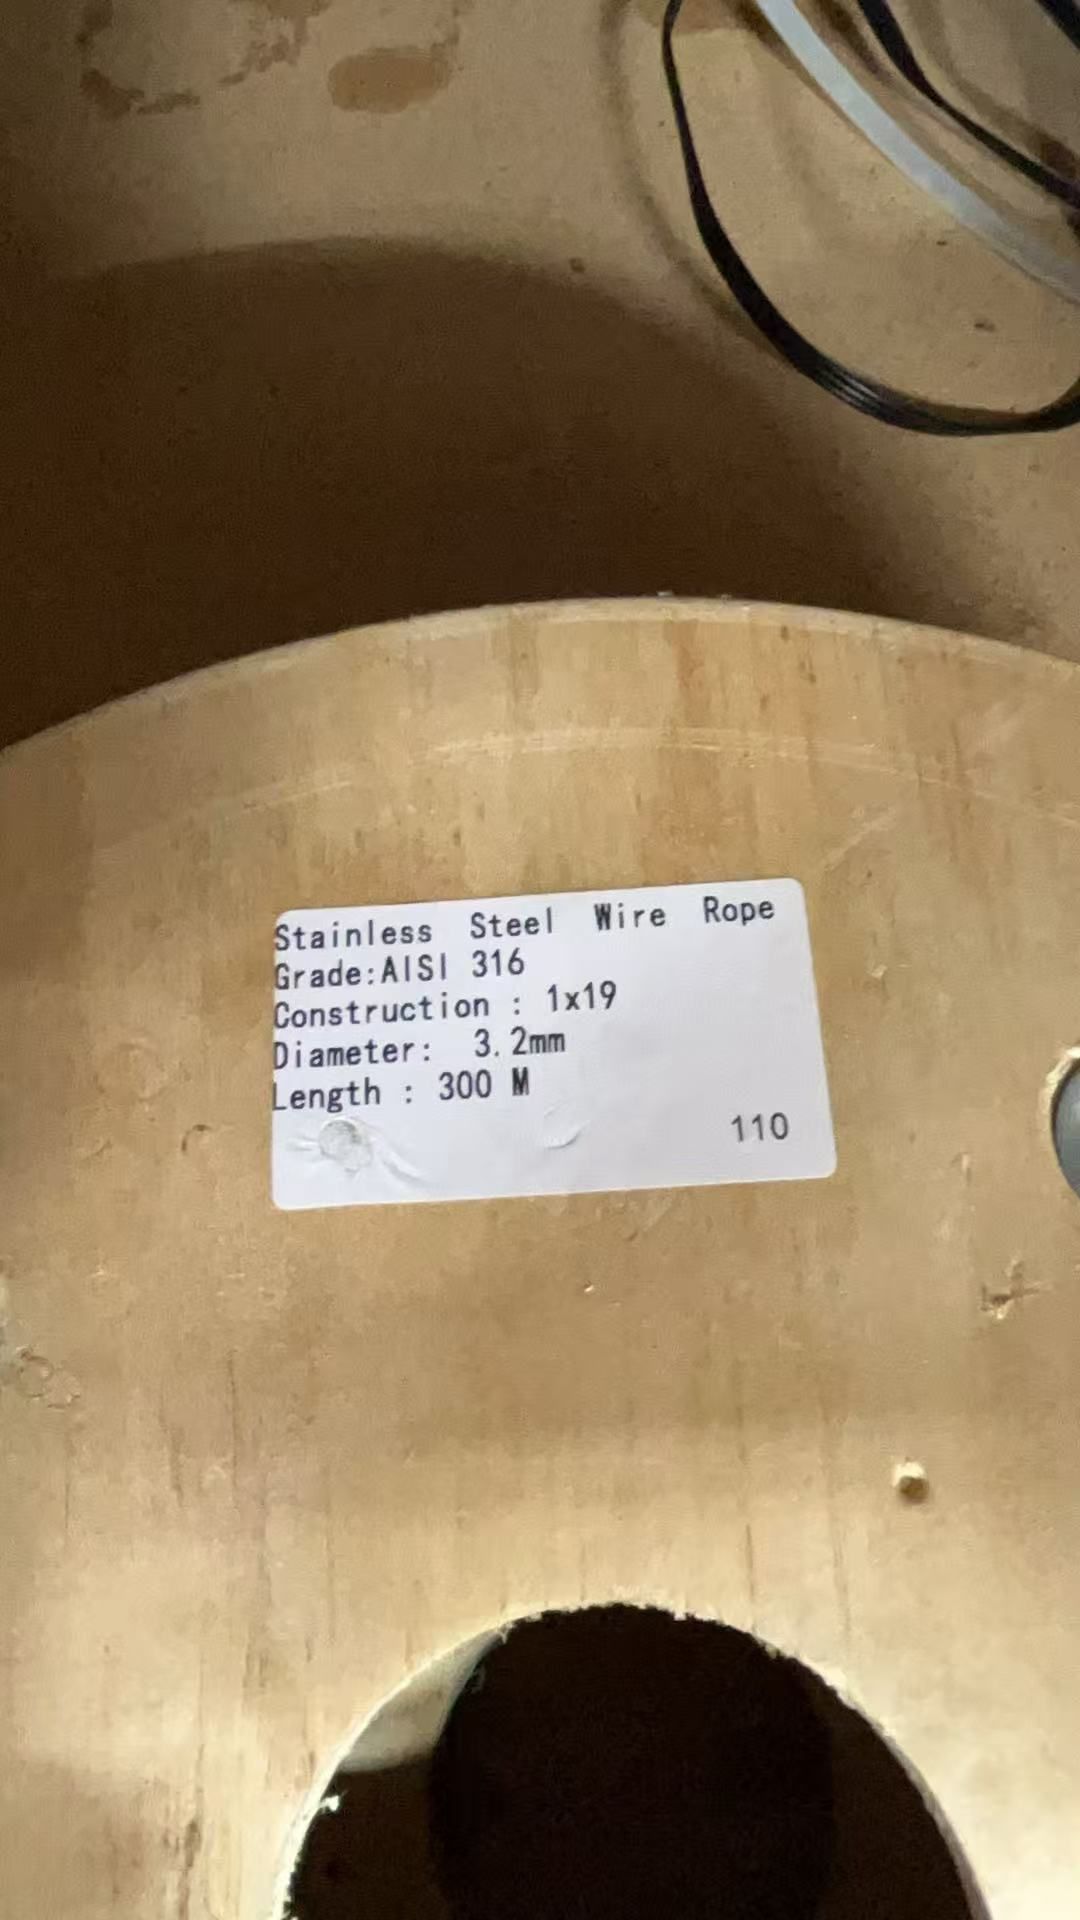 Stainless Steel Wire Rope
Grade:AISI 316
Construction : 1x19
Diameter: 3.2mm
Length : 300 M
110